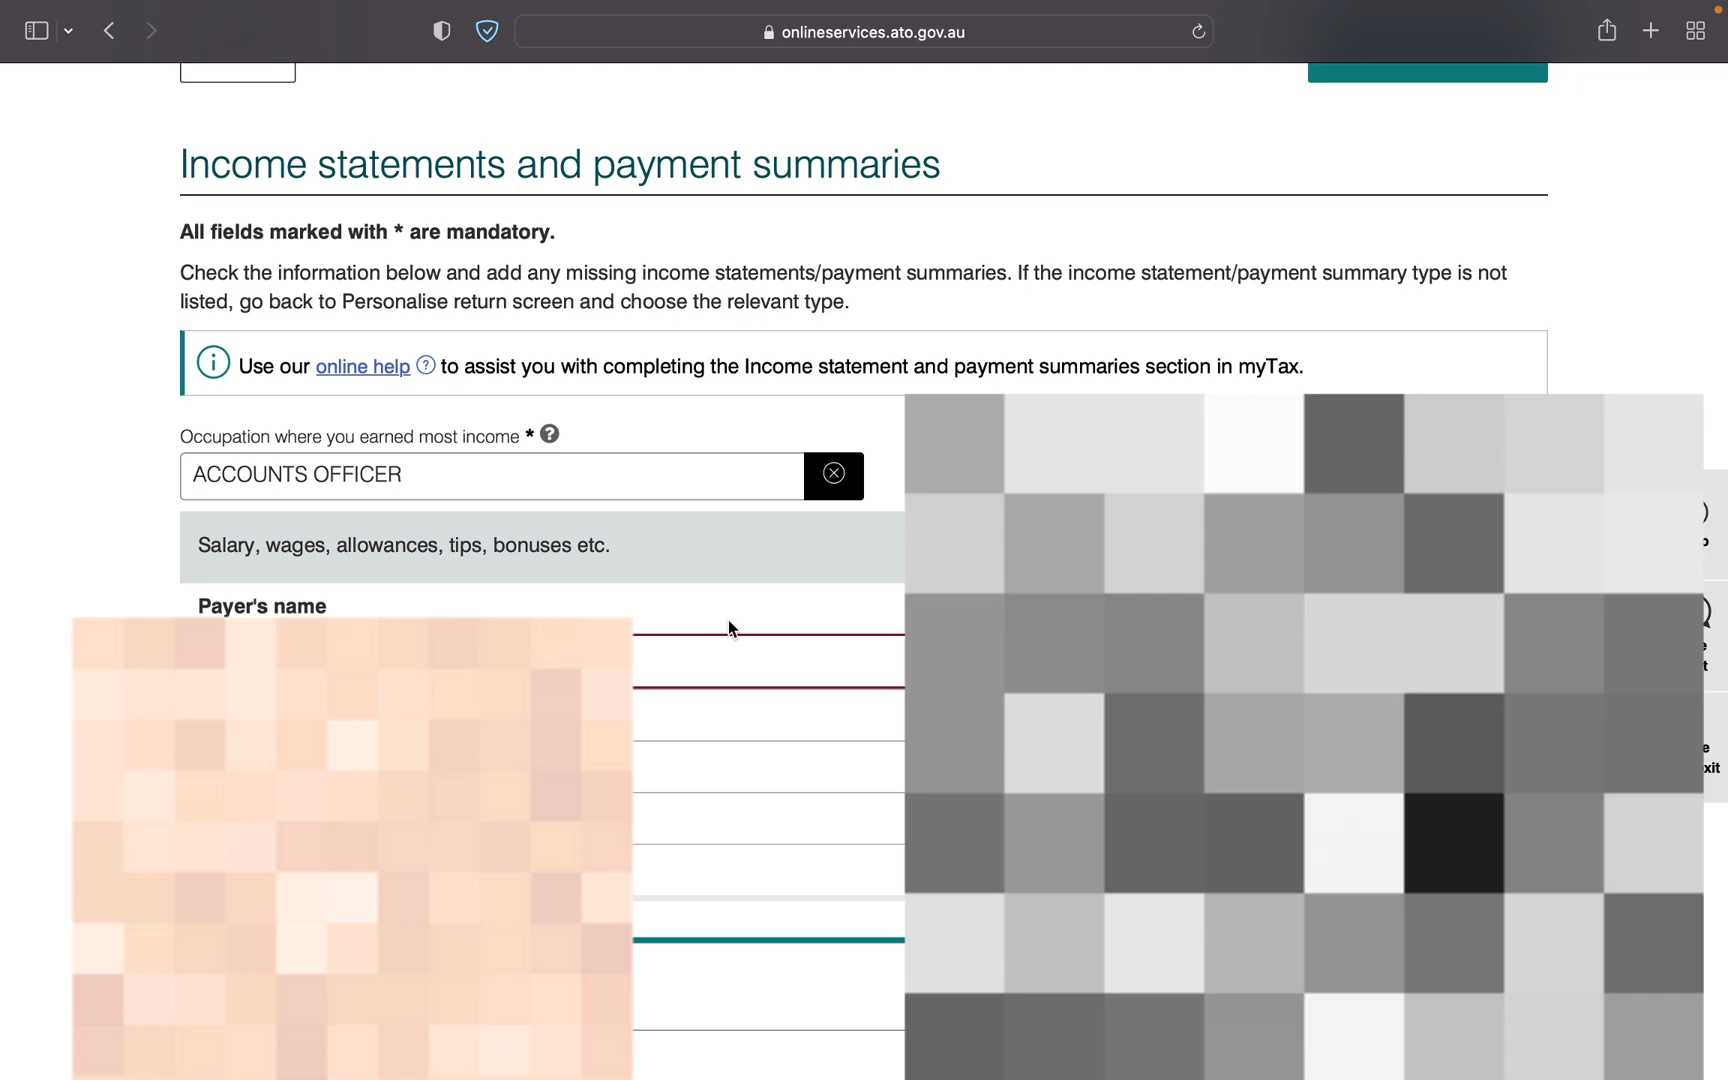 onlineservices.ato.gov.au
Income statements and payment summaries
All fields marked with * are mandatory.
Check the information below and add any missing income statements/payment summaries. If the income statement/payment summary type is not
listed, go back to Personalise return screen and choose the relevant type.
Use our online help ? to assist you with completing the Income statement and payment summaries section in myTax.
Occupation where you earned most income * ?
ACCOUNTS OFFICER
Salary, wages, allowances, tips, bonuses etc.
Payer's name